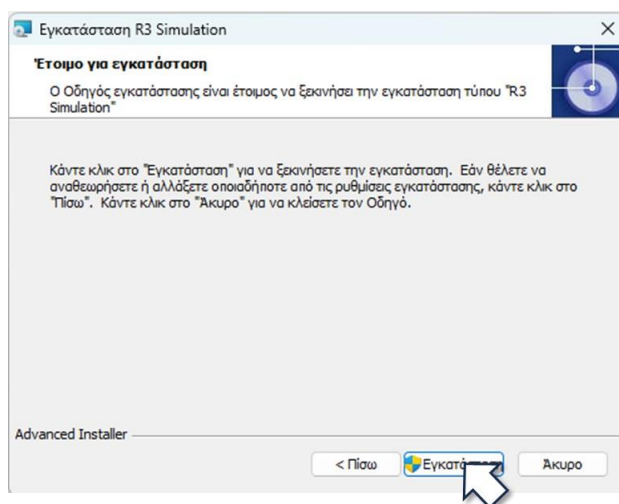 Εγκατάσταση R3 Simulation
Έτοιμο για εγκατάσταση
Ο Οδηγός εγκατάστασης είναι έτοιμος να ξεκινήσει την εγκατάσταση τύπου "R3
Simulation"
Κάντε κλικ στο "Εγκατάσταση" για να ξεκινήσετε την εγκατάσταση. Εάν θέλετε να
αναθεωρήσετε ή αλλάξετε οποιαδήποτε από τις ρυθμίσεις εγκατάστασης, κάντε κλικ στο
"Πίσω". Κάντε κλικ στο "Άκυρο" για να κλείσετε τον Οδηγό.
Advanced Installer
< Πίσω Εγκατάσταση Άκυρο